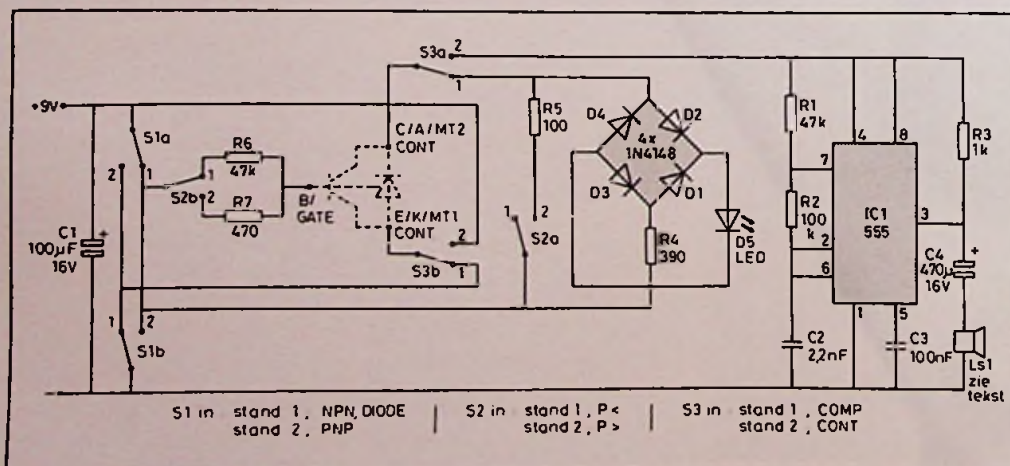 +9V
C1
100µF
16V
+
S1a
2
1
1
2
S1b
S2b
1
2
R6
47k
R7
470
B/
GATE
C/A/MT2
CONT
E/K/MT1
CONT
S3a
2
1
S3b
2
1
R5
100
1
2
S2a
D4
D2
4x
1N4148
D3
D1
R4
390
D5
LED
R1
47k
R2
100
k
C2
2,2nF
7
2
6
4
8
IC1
555
3
1
5
C3
100nF
R3
1k
C4
470µ
16V
+
Ls1
zie
tekst
S1 in stand 1, NPN, DIODE
stand 2, PNP
S2 in stand 1, P<
stand 2, P>
S3 in stand 1, COMP
stand 2, CONT